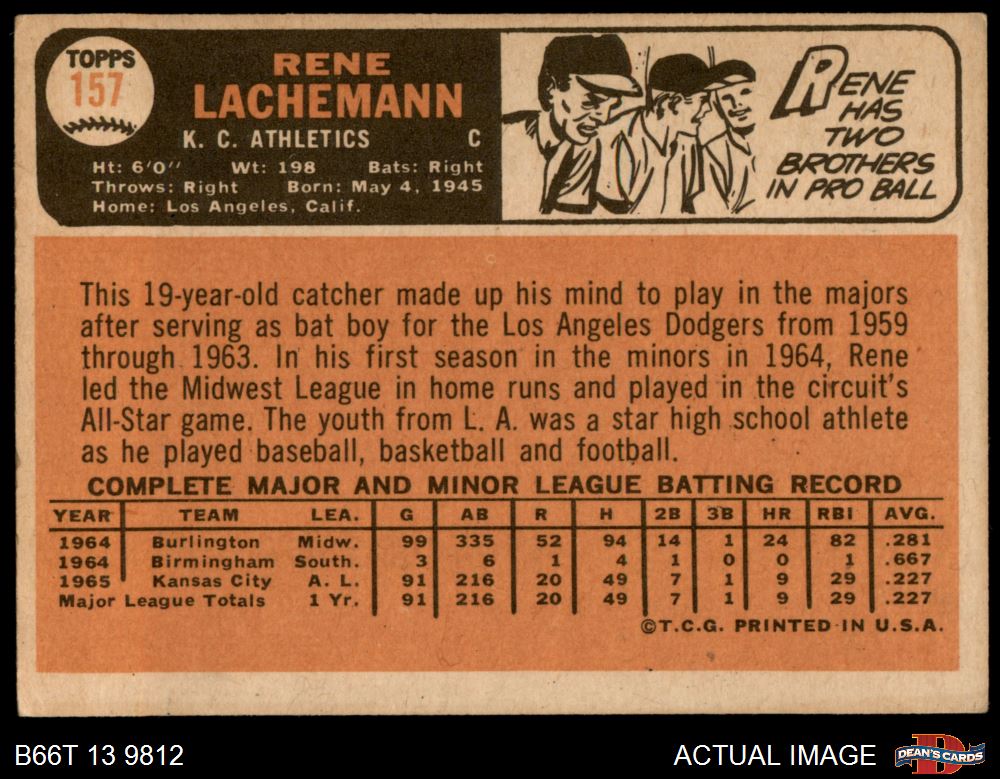 TOPPS
157
RENE
LACHEMANN
K. C. ATHLETICS C
Ht: 6'0" Wt: 198 Bats: Right
Throws: Right Born: May 4, 1945
Home: Los Angeles, Calif.
RENE
HAS
TWO
BROTHERS
IN PRO BALL
This 19-year-old catcher made up his mind to play in the majors
after serving as bat boy for the Los Angeles Dodgers from 1959
through 1963. In his first season in the minors in 1964, Rene
led the Midwest League in home runs and played in the circuit's
All-Star game. The youth from L. A. was a star high school athlete
as he played baseball, basketball and football.
COMPLETE MAJOR AND MINOR LEAGUE BATTING RECORD
YEAR TEAM LEA. G AB R H 2B 3B HR RBI AVG.
1964 Burlington Midw. 99 335 52 94 14 1 24 82 .281
1964 Birmingham South. 3 6 1 4 1 0 0 1 .667
1965 Kansas City A. L. 91 216 20 49 7 1 9 29 .227
Major League Totals 1 Yr. 91 216 20 49 7 1 9 29 .227
©T.C.G. PRINTED IN U.S.A.
B66T 13 9812 ACTUAL IMAGE
DEAN'S CARDS